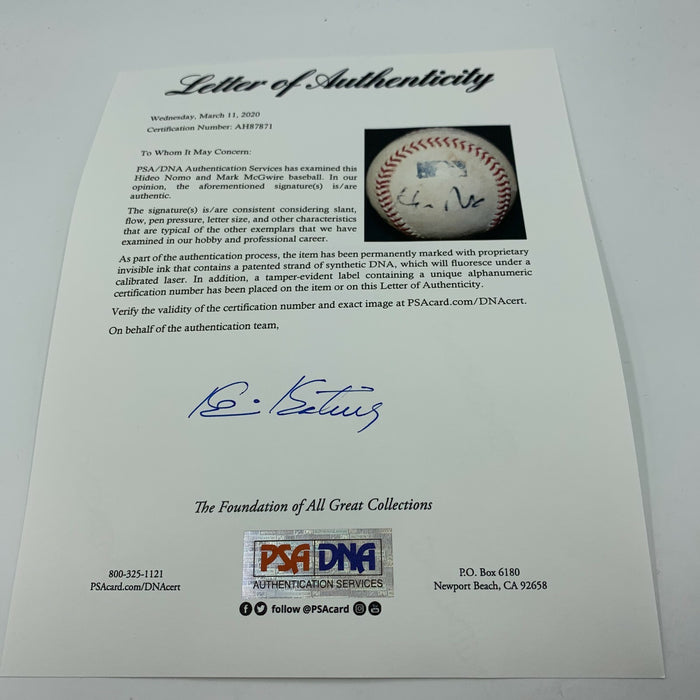 Letter of Authenticity
Wednesday, March 11, 2020
Certification Number: AH87871
To Whom It May Concern:
PSA/DNA Authentication Services has examined this
Hideo Nomo and Mark McGwire baseball. In our
opinion, the aforementioned signature(s) is/are
authentic.
The signature(s) is/are consistent considering slant,
flow, pen pressure, letter size, and other characteristics
that are typical of the other exemplars that we have
examined in our hobby and professional career.
As part of the authentication process, the item has been permanently marked with proprietary
invisible ink that contains a patented strand of synthetic DNA, which will fluoresce under a
calibrated laser. In addition, a tamper-evident label containing a unique alphanumeric
certification number has been placed on the item or on this Letter of Authenticity.
Verify the validity of the certification number and exact image at PSAcard.com/DNAcert.
On behalf of the authentication team,
The Foundation of All Great Collections
PSA DNA
AUTHENTICATION SERVICES
800-325-1121
PSAcard.com/DNAcert
P.O. Box 6180
Newport Beach, CA 92658
follow @PSAcard